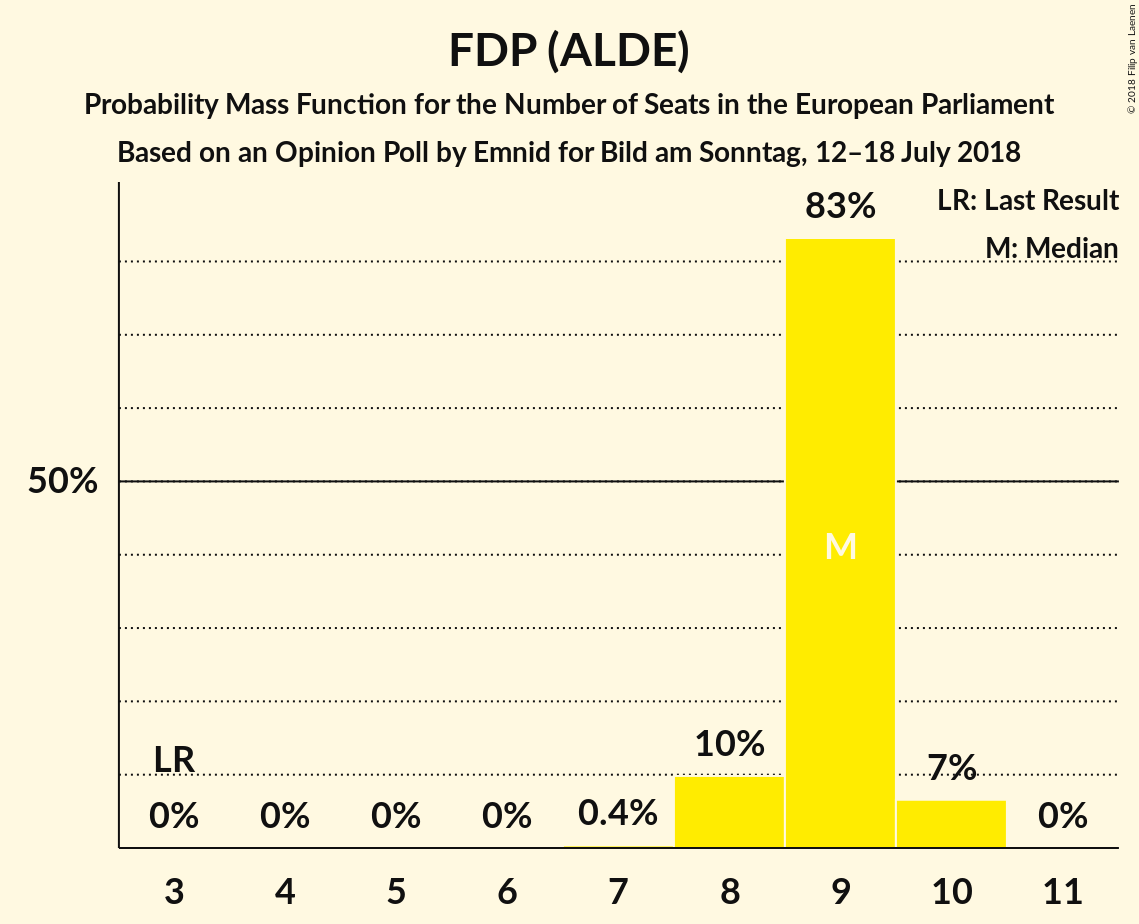 FDP (ALDE)
Probability Mass Function for the Number of Seats in the European Parliament
Based on an Opinion Poll by Emnid for Bild am Sonntag, 12–18 July 2018
© 2018 Filip van Laenen
LR: Last Result
M: Median
83%
50%
M
LR
10%
7%
0%
0%
0%
0%
0.4%
0%
3 4 5 6 7 8 9 10 11